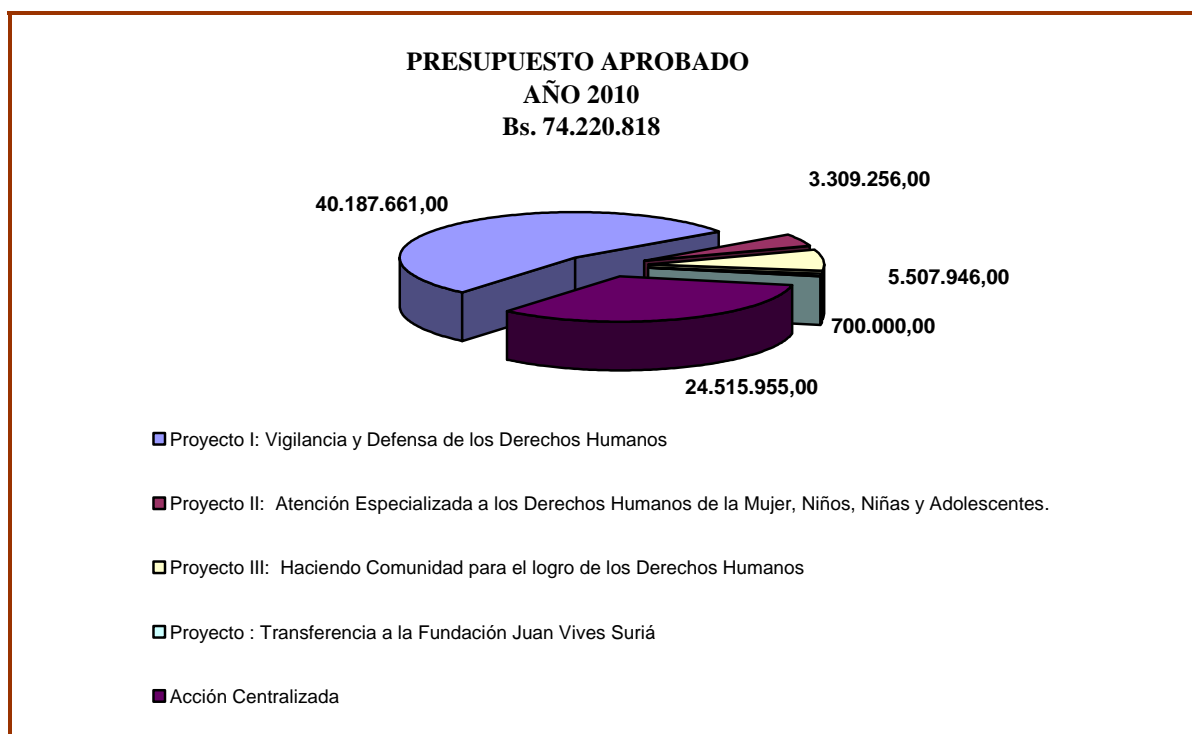 PRESUPUESTO APROBADO
AÑO 2010
Bs. 74.220.818
3.309.256,00
40.187.661,00
5.507.946,00
700.000,00
24.515.955,00
Proyecto I: Vigilancia y Defensa de los Derechos Humanos
Proyecto II:  Atención Especializada a los Derechos Humanos de la Mujer, Niños, Niñas y Adolescentes.
Proyecto III:  Haciendo Comunidad para el logro de los Derechos Humanos
Proyecto : Transferencia a la Fundación Juan Vives Suriá
Acción Centralizada